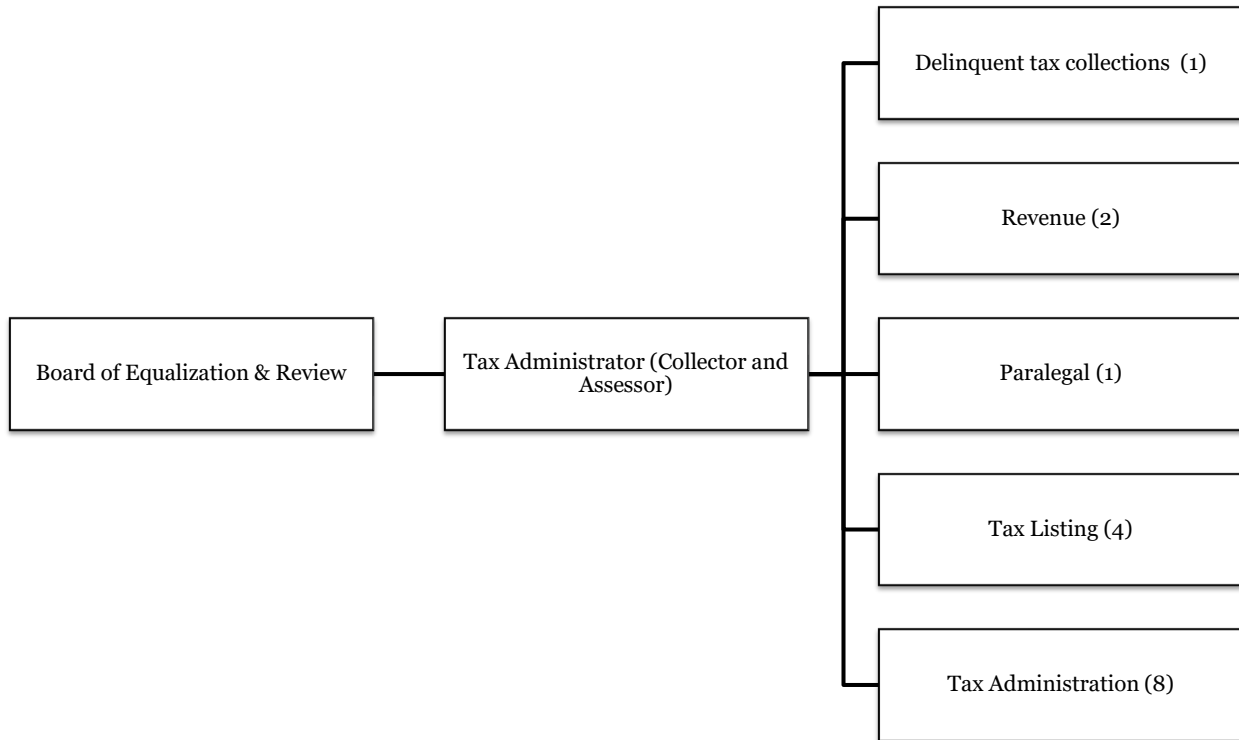 Delinquent tax collections (1)
Revenue (2)
Board of Equalization & Review
Tax Administrator (Collector and
Assessor)
Paralegal (1)
Tax Listing (4)
Tax Administration (8)